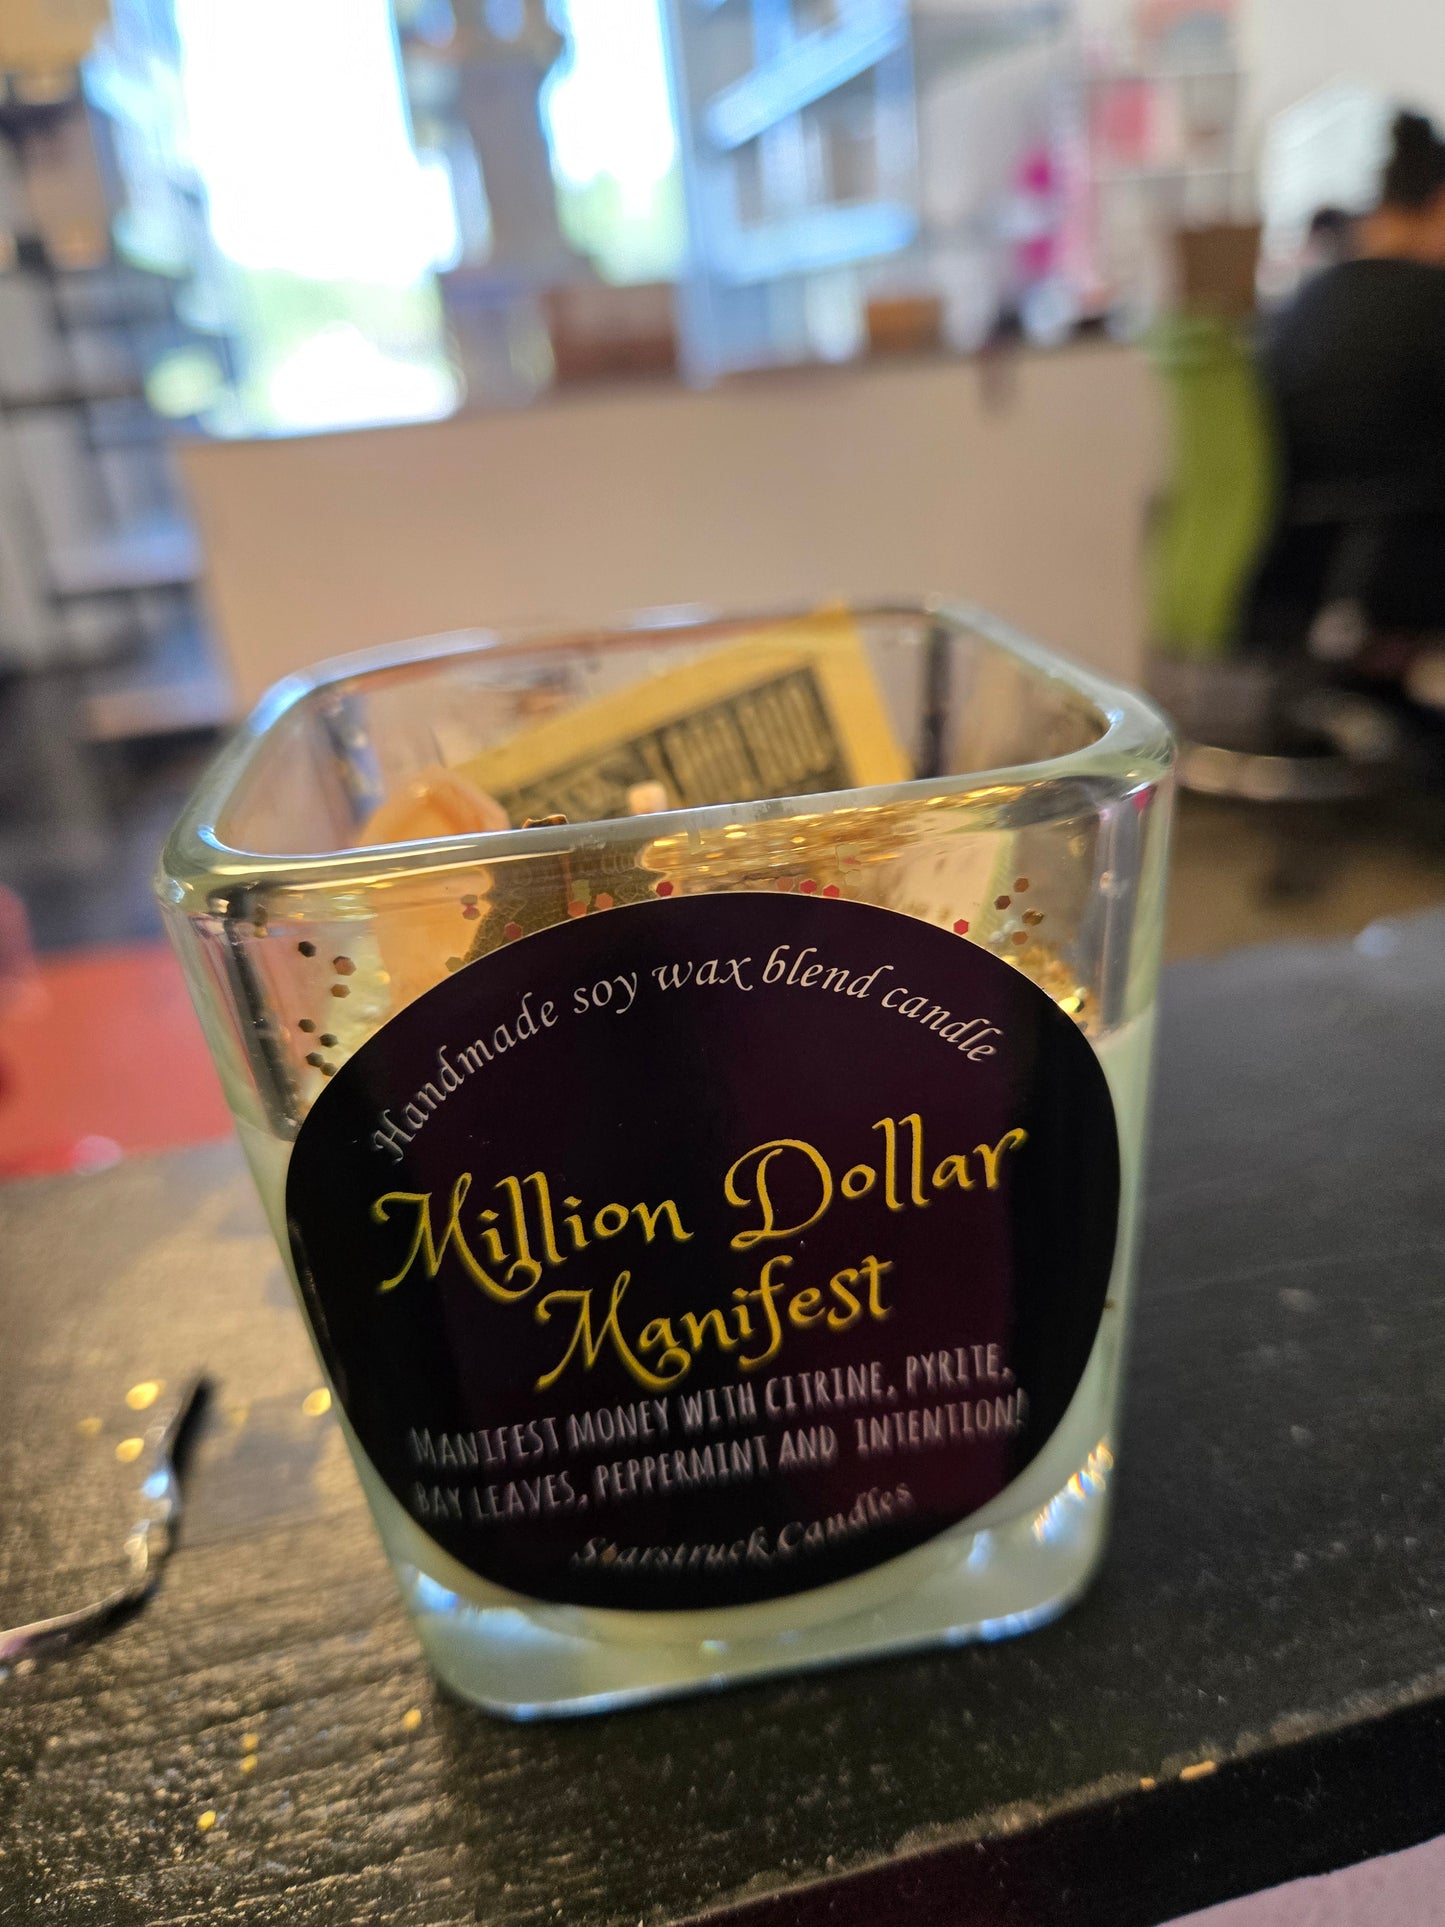 Handmade soy wax blend candle
Million Dollar
Manifest
MANIFEST MONEY WITH CITRINE, PYRITE,
BAY LEAVES, PEPPERMINT AND INTENTION!
Starstruck Candles